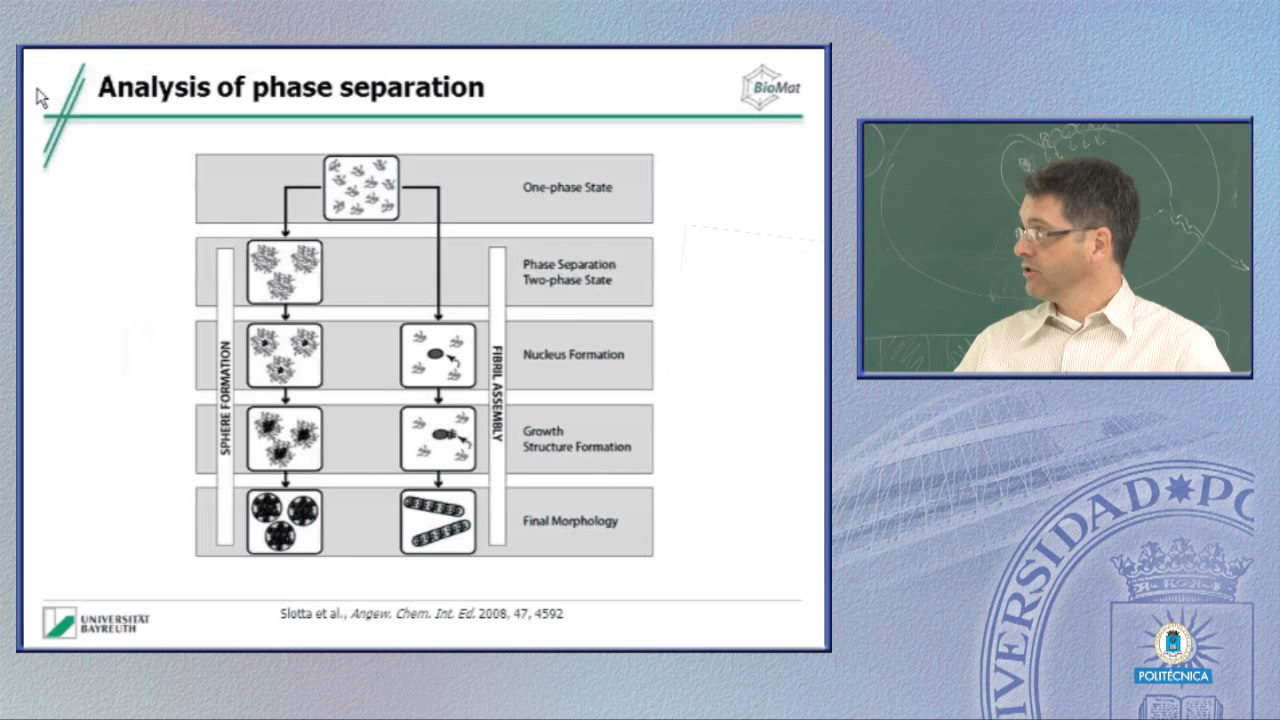 Analysis of phase separation
BioMat
One-phase State
Phase Separation
Two-phase State
Nucleus Formation
Growth
Structure Formation
Final Morphology
SPHERE FORMATION
FIBRIL ASSEMBLY
Slotta et al., Angew. Chem. Int. Ed. 2008, 47, 4592
UNIVERSITÄT
BAYREUTH
IVERSIDAD
PO
POLITÉCNICA